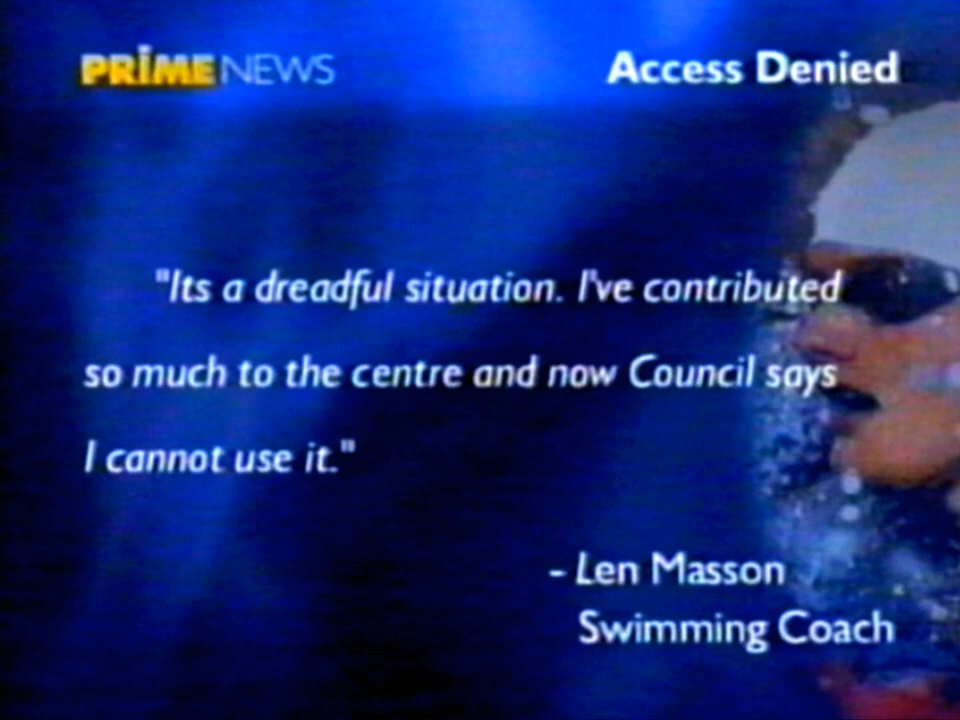 PRiME NEWS
Access Denied
"Its a dreadful situation. I've contributed
so much to the centre and now Council says
I cannot use it."
- Len Masson
Swimming Coach